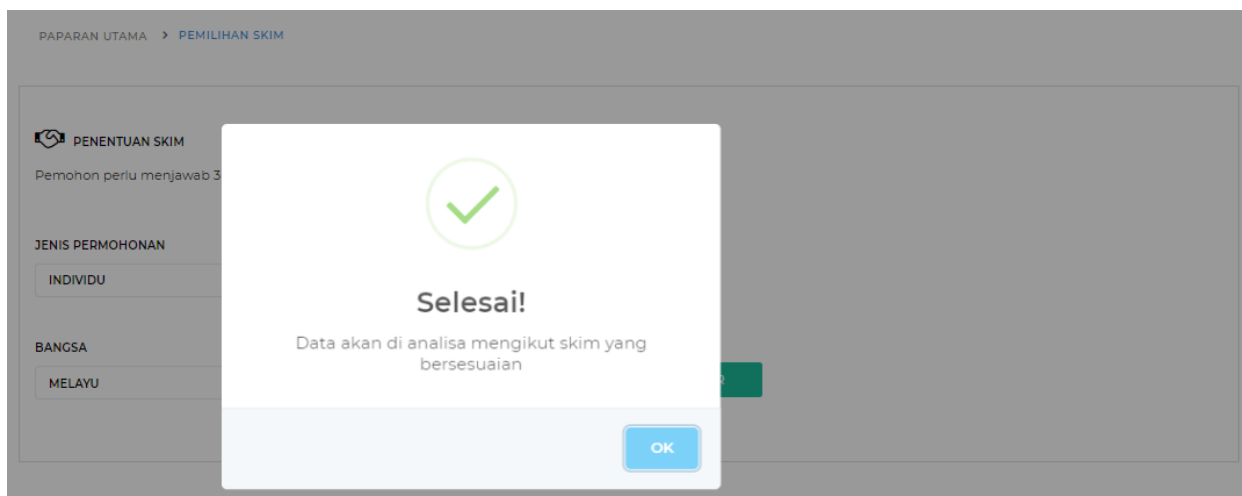 PAPARAN UTAMA > PEMILIHAN SKIM
PENENTUAN SKIM
Pemohon perlu menjawab 3
JENIS PERMOHONAN
INDIVIDU
Selesai!
Data akan di analisa mengikut skim yang
bersesuaian
BANGSA
MELAYU
OK